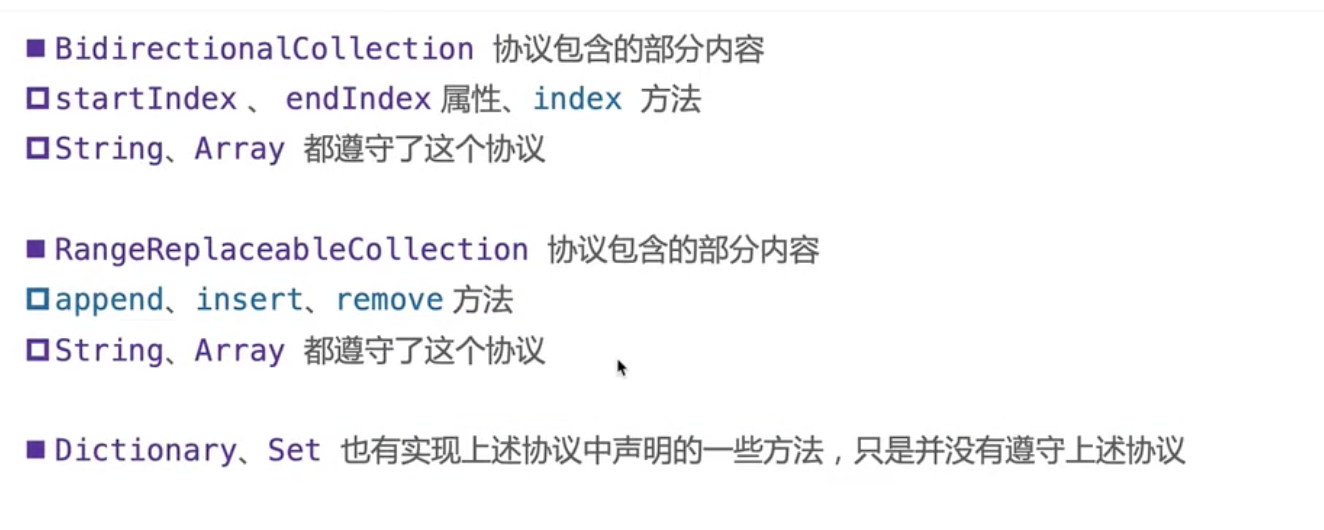 ■ BidirectionalCollection 协议包含的部分内容
□ startIndex 、 endIndex 属性、index 方法
□ String、Array 都遵守了这个协议
■ RangeReplaceableCollection 协议包含的部分内容
□ append、insert、remove 方法
□ String、Array 都遵守了这个协议
■ Dictionary、Set 也有实现上述协议中声明的一些方法，只是并没有遵守上述协议